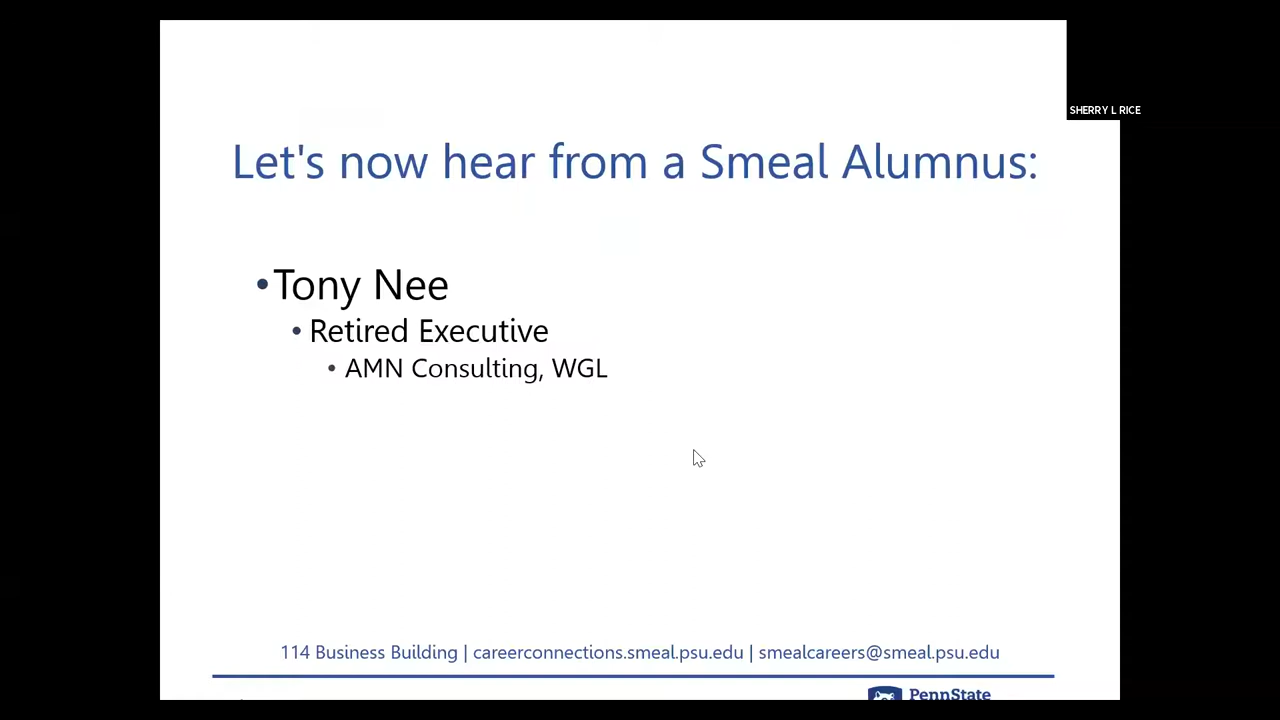 SHERRY L RICE
Let's now hear from a Smeal Alumnus:
•Tony Nee
• Retired Executive
• AMN Consulting, WGL
114 Business Building | careerconnections.smeal.psu.edu | smealcareers@smeal.psu.edu
PennState